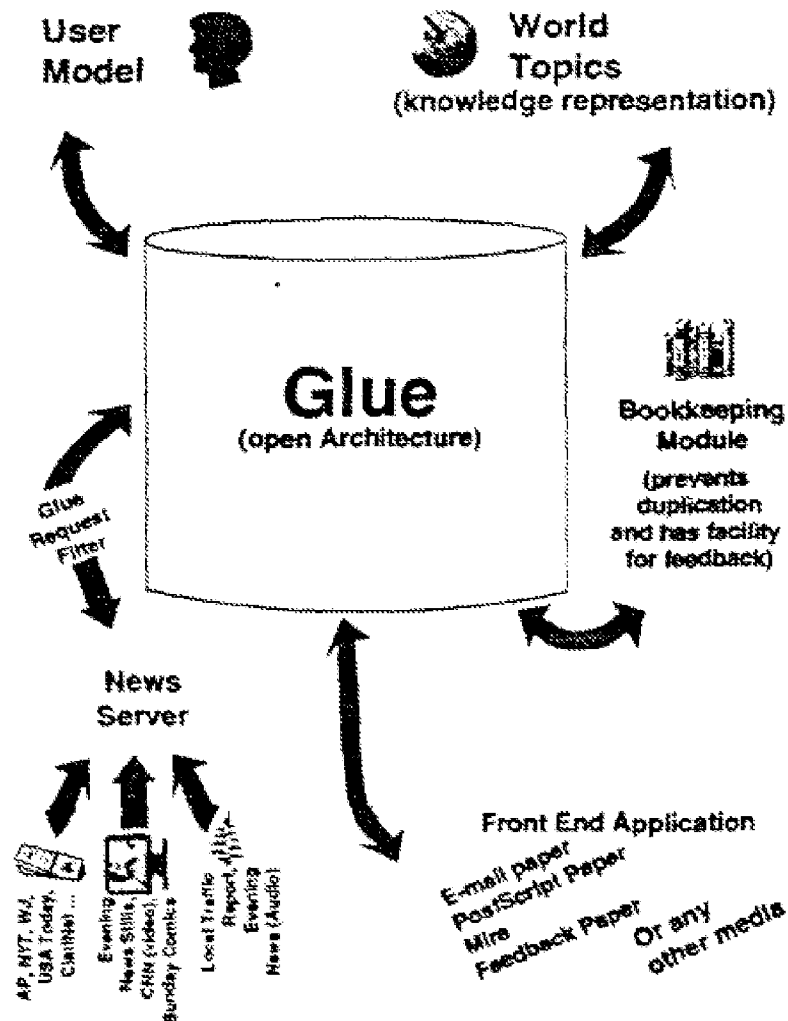 User
Model
World
Topics
(knowledge representation)
Glue
(open Architecture)
Bookkeeping
Module
(prevents
duplication
and has facility
for feedback)
Glue
Request
Filter
News
Server
AP, NYT, WJ,
USA Today,
ClariNet ...
Evening
News Stills,
CNN (video),
Sunday Comics
Local Traffic
Report,
Evening
News (Audio)
Front End Application
E-mail paper
PostScript Paper
Mira
Feedback Paper
Or any
other media